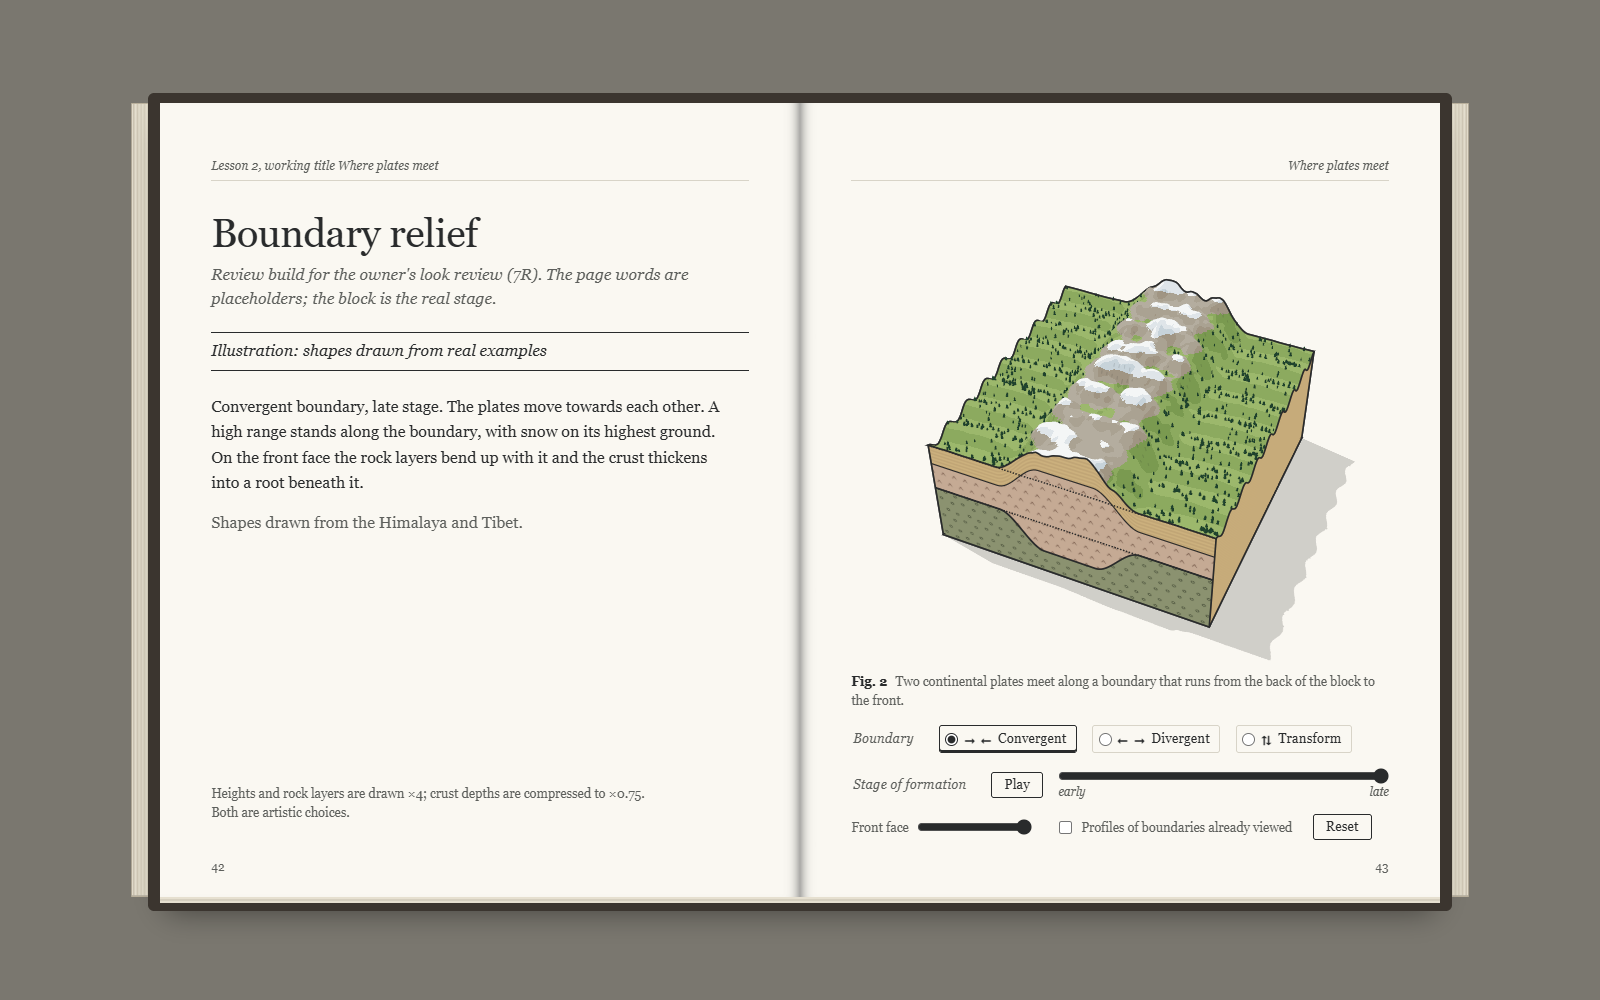 Lesson 2, working title Where plates meet
Boundary relief
Review build for the owner's look review (7R). The page words are
placeholders; the block is the real stage.
Illustration: shapes drawn from real examples
Convergent boundary, late stage. The plates move towards each other. A
high range stands along the boundary, with snow on its highest ground.
On the front face the rock layers bend up with it and the crust thickens
into a root beneath it.
Shapes drawn from the Himalaya and Tibet.
Heights and rock layers are drawn ×4; crust depths are compressed to ×0.75.
Both are artistic choices.
42
Where plates meet
Fig. 2 Two continental plates meet along a boundary that runs from the back of the block to
the front.
Boundary → ← Convergent ← → Divergent ⇅ Transform
Stage of formation Play
early late
Front face Profiles of boundaries already viewed Reset
43